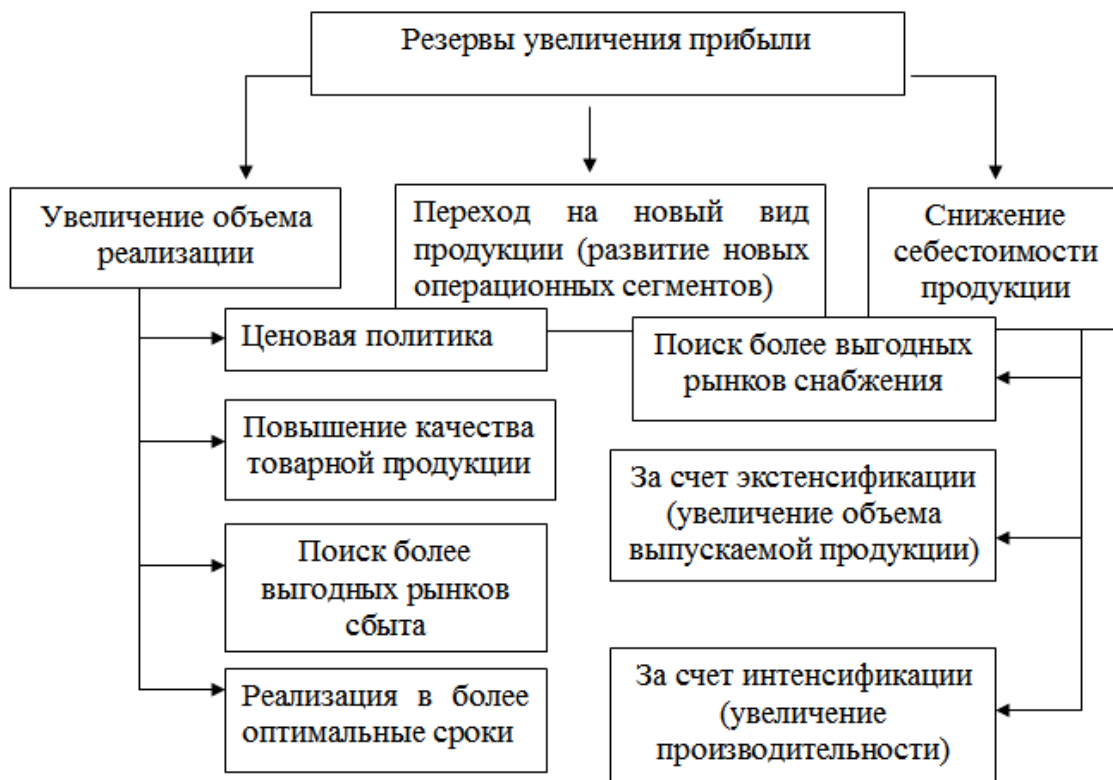 Резервы увеличения прибыли
Увеличение объема
реализации
Переход на новый вид
продукции (развитие новых
операционных сегментов)
Снижение
себестоимости
продукции
Ценовая политика
Повышение качества
товарной продукции
Поиск более
выгодных рынков
сбыта
Реализация в более
оптимальные сроки
Поиск более выгодных
рынков снабжения
За счет экстенсификации
(увеличение объема
выпускаемой продукции)
За счет интенсификации
(увеличение
производительности)